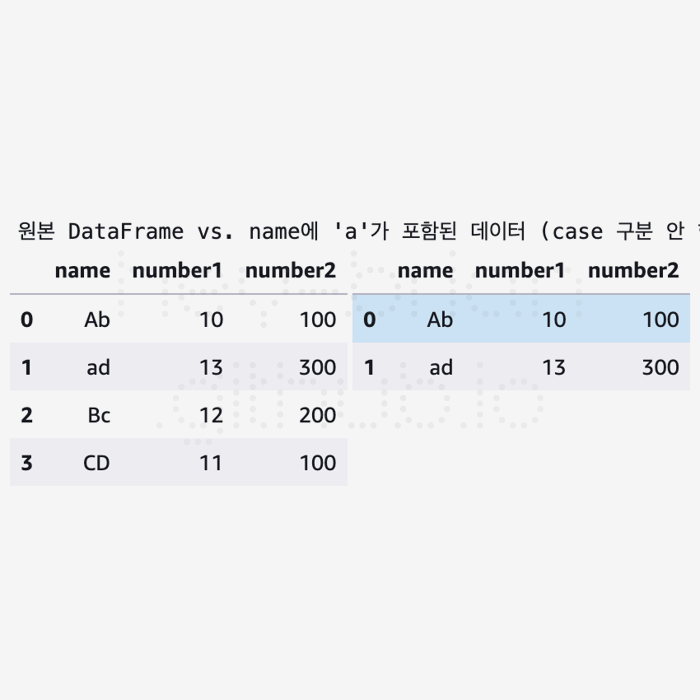 원본 DataFrame vs. name에 'a'가 포함된 데이터 (case 구분 안
name number1 number2 name number1 number2
0 Ab 10 100 0 Ab 10 100
1 ad 13 300 1 ad 13 300
2 Bc 12 200
3 CD 11 100